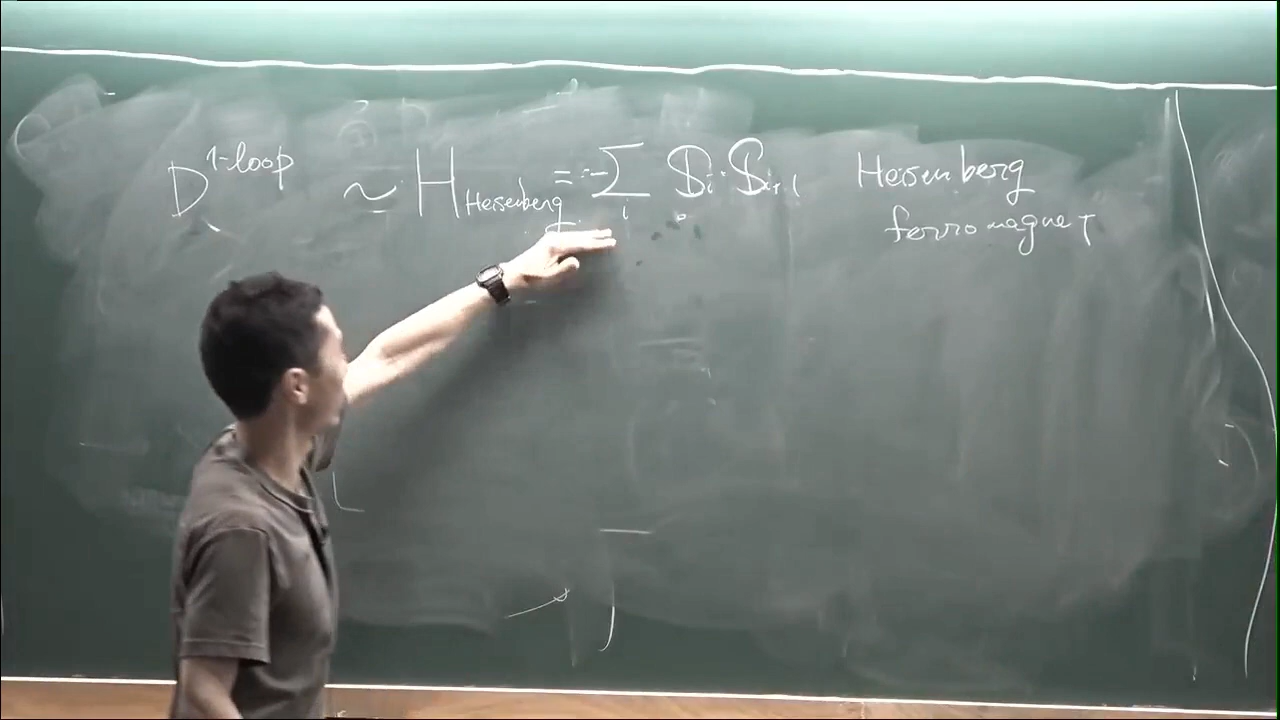 D^{1-loop} ≃ H_{Heisenberg} = -∑_i 𝕊_i · 𝕊_{i+1} Heisenberg
ferromagnet